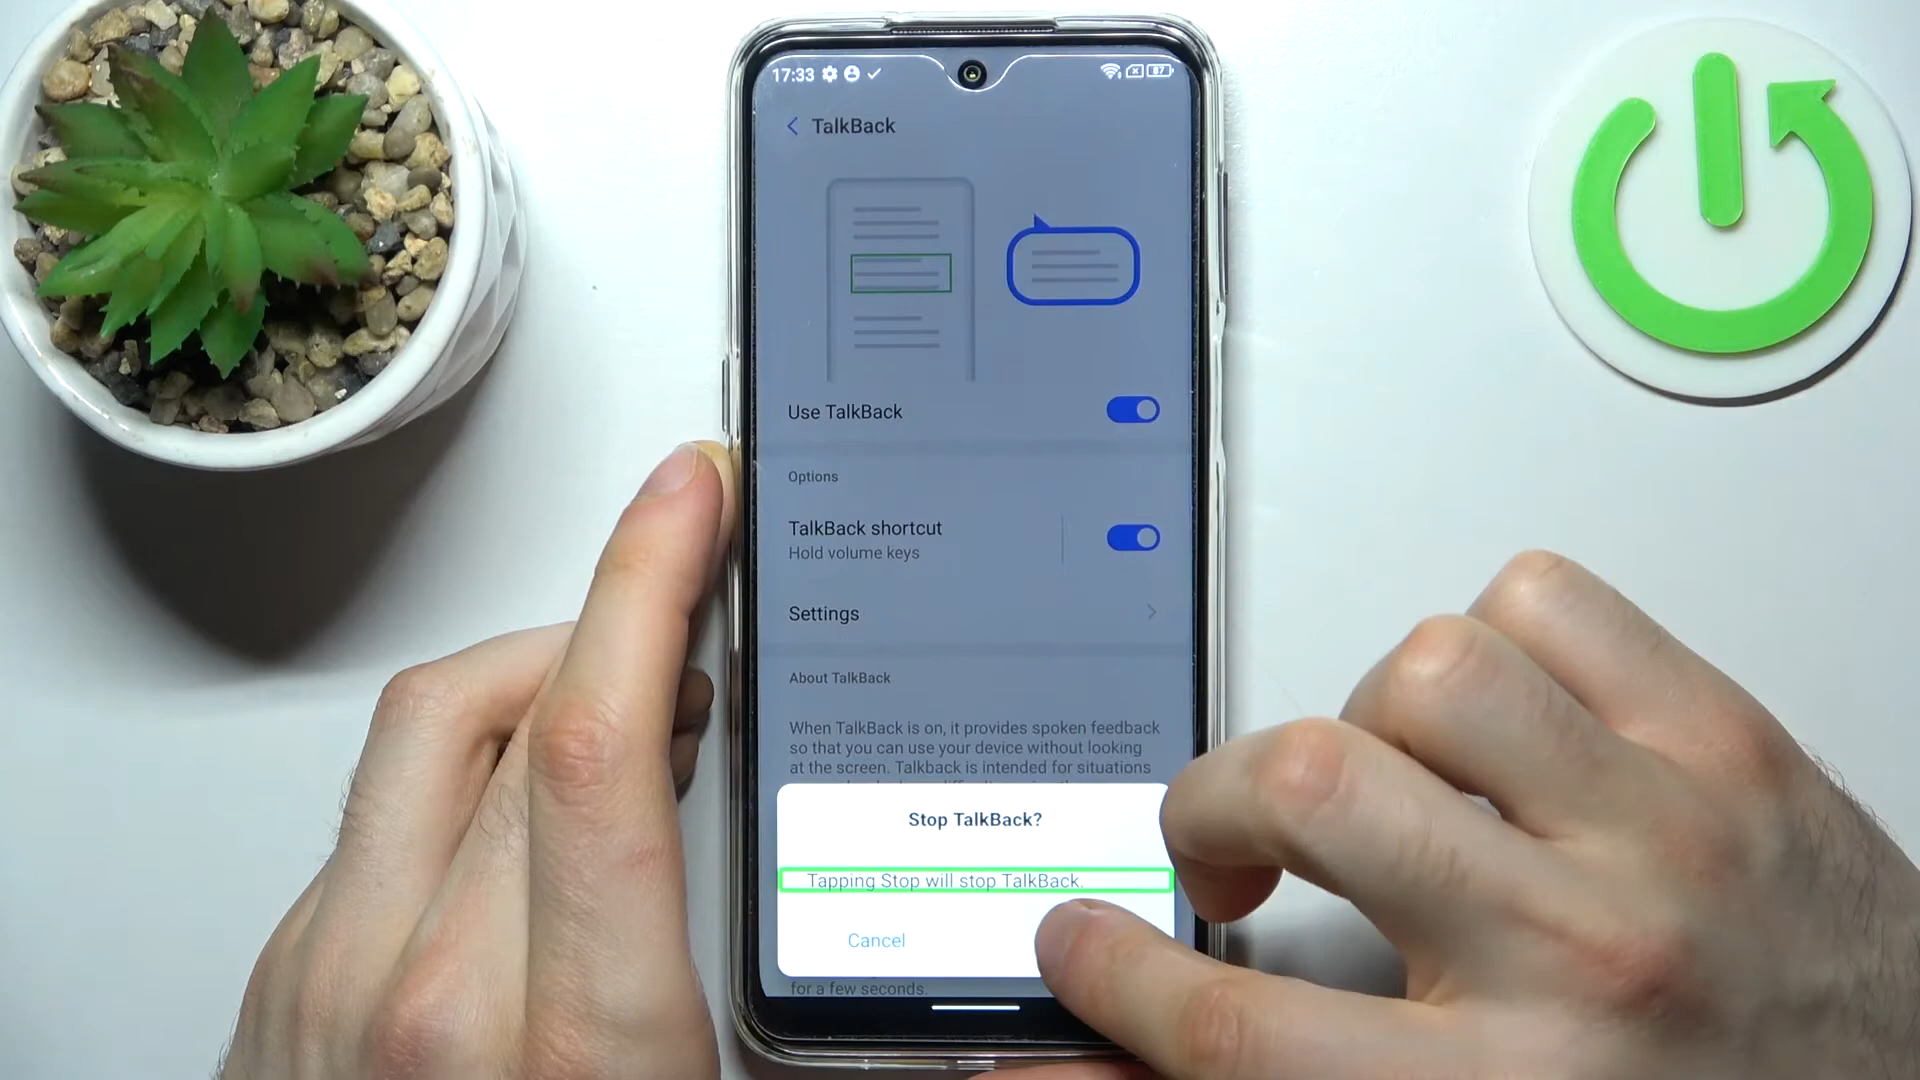 17:33
87
TalkBack
Use TalkBack
Options
TalkBack shortcut
Hold volume keys
Settings
About TalkBack
When TalkBack is on, it provides spoken feedback
so that you can use your device without looking
at the screen. Talkback is intended for situations
Stop TalkBack?
Tapping Stop will stop TalkBack.
Cancel
for a few seconds.